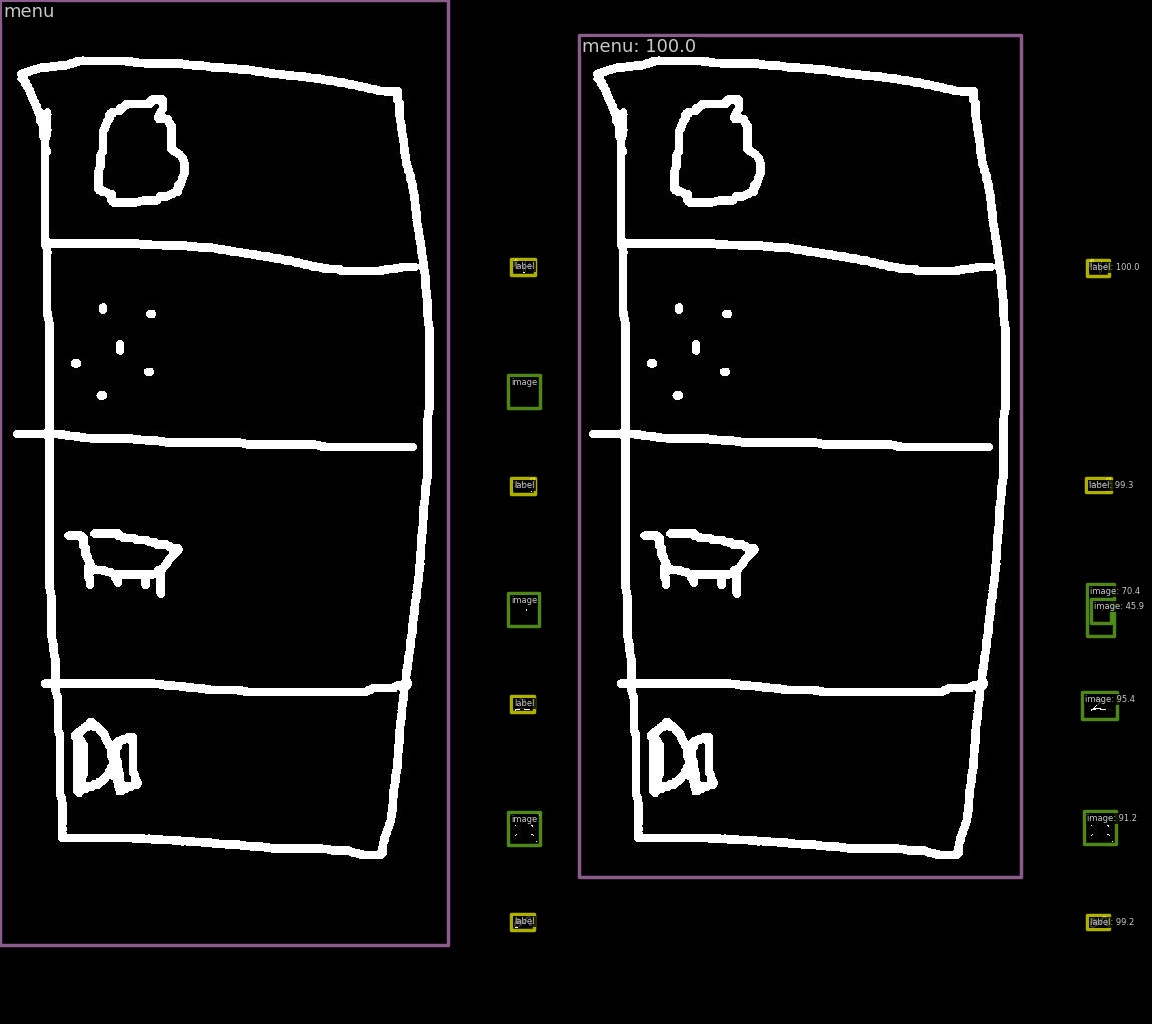 menu
menu: 100.0
label
label: 100.0
image
label
label: 99.3
image
image: 70.4
image: 45.9
label
image: 95.4
image
image: 91.2
label
label: 99.2